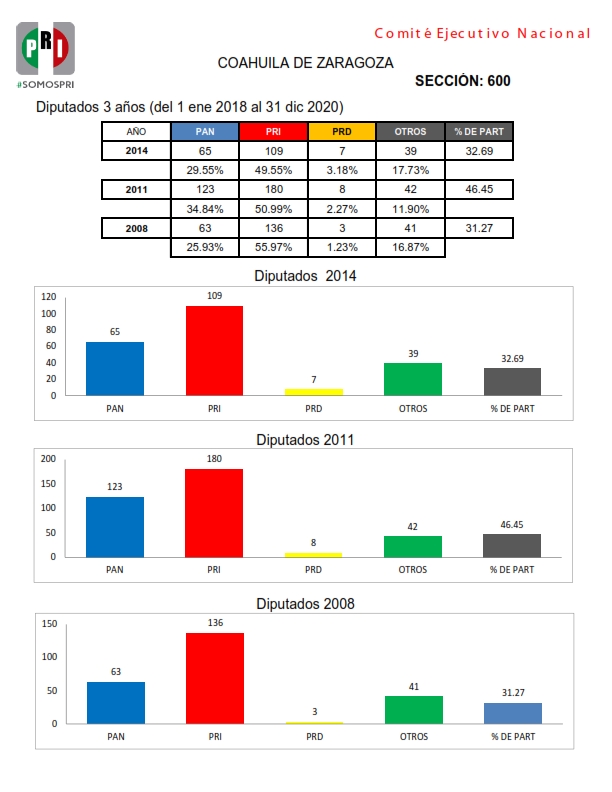 PRI
#SOMOSPRI
Comité Ejecutivo Nacional
COAHUILA DE ZARAGOZA
SECCIÓN: 600
Diputados 3 años (del 1 ene 2018 al 31 dic 2020)
AÑO PAN PRI PRD OTROS % DE PART
2014 65 109 7 39 32.69
29.55% 49.55% 3.18% 17.73%
2011 123 180 8 42 46.45
34.84% 50.99% 2.27% 11.90%
2008 63 136 3 41 31.27
25.93% 55.97% 1.23% 16.87%
Diputados 2014
120
100
80
60
40
20
0
65 109 7 39 32.69
PAN PRI PRD OTROS % DE PART
Diputados 2011
200
150
100
50
0
123 180 8 42 46.45
PAN PRI PRD OTROS % DE PART
Diputados 2008
150
100
50
0
63 136 3 41 31.27
PAN PRI PRD OTROS % DE PART